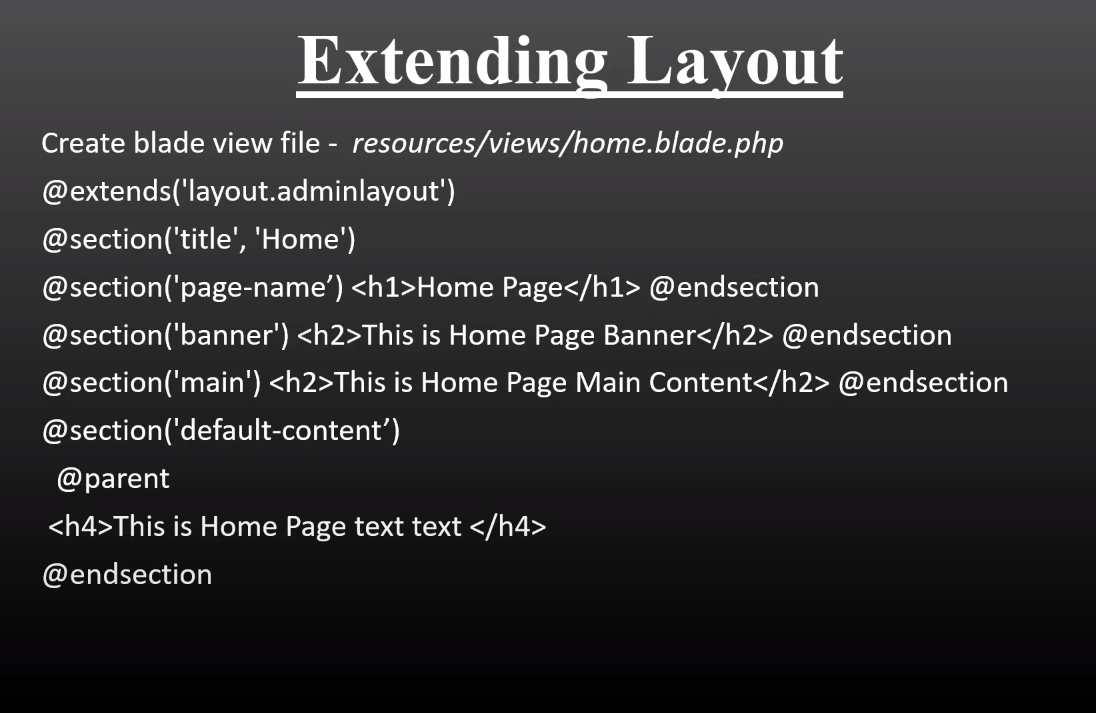 Extending Layout
Create blade view file -  resources/views/home.blade.php
@extends('layout.adminlayout')
@section('title', 'Home')
@section('page-name’) <h1>Home Page</h1> @endsection
@section('banner') <h2>This is Home Page Banner</h2> @endsection
@section('main') <h2>This is Home Page Main Content</h2> @endsection
@section('default-content’)
@parent
<h4>This is Home Page text text </h4>
@endsection